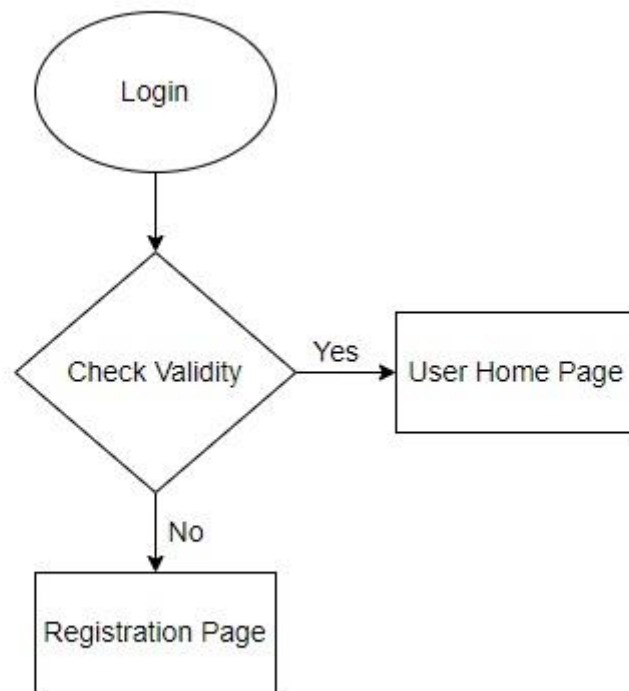 Login
Check Validity
Yes
User Home Page
No
Registration Page